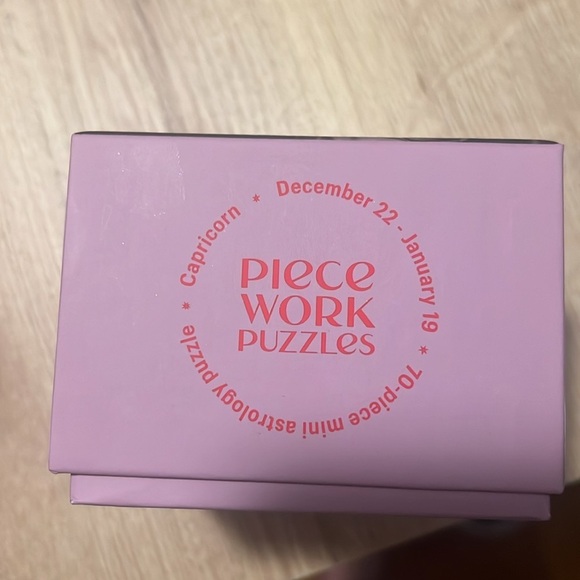 Capricorn * December 22 - January 19 * 70-piece mini astrology puzzle *
PIECE
WORK
PUZZLES